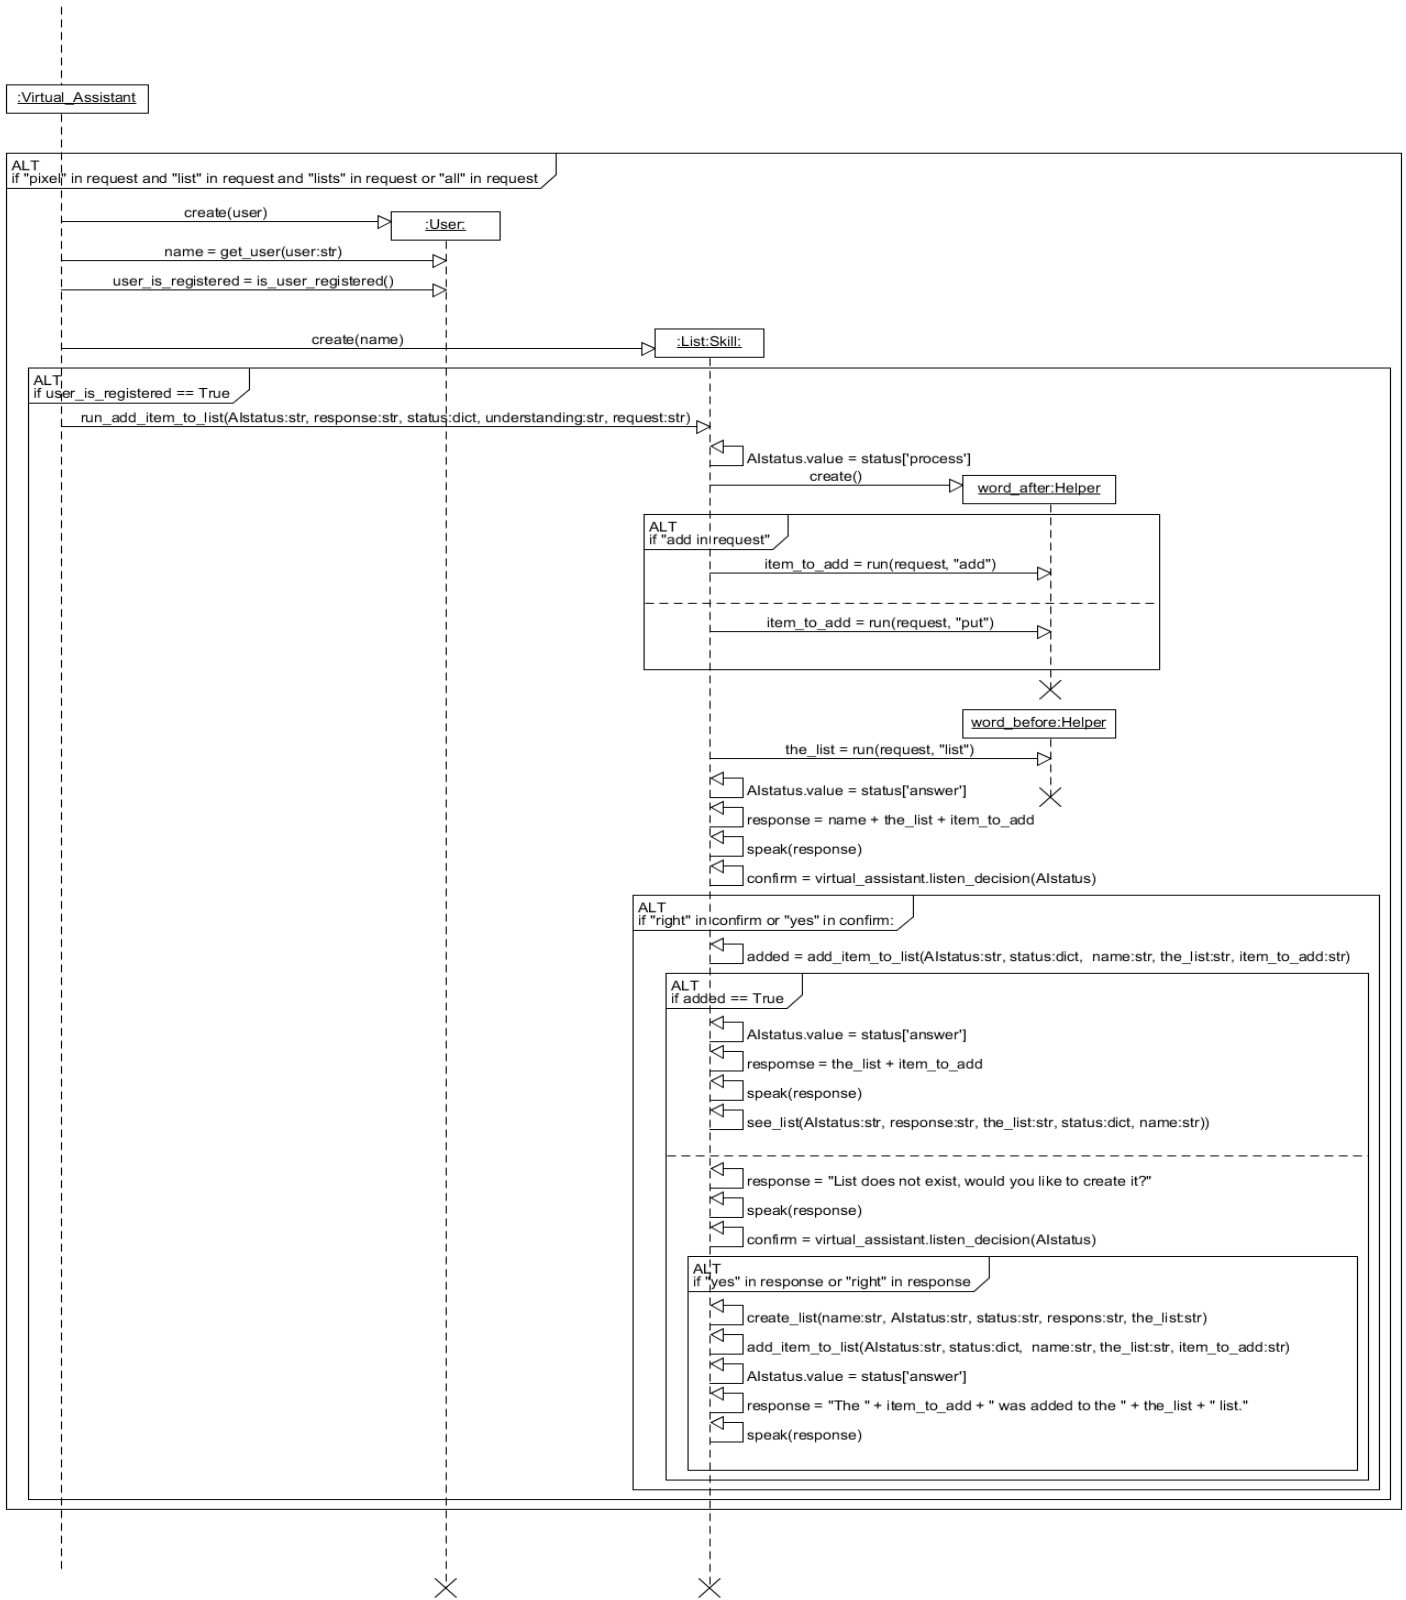 :Virtual_Assistant
ALT
if "pixel" in request and "list" in request and "lists" in request or "all" in request
create(user)
:User:
name = get_user(user:str)
user_is_registered = is_user_registered()
create(name)
:List:Skill:
ALT
if user_is_registered == True
run_add_item_to_list(AIstatus:str, response:str, status:dict, understanding:str, request:str)
AIstatus.value = status['process']
create()
word_after:Helper
ALT
if "add in request"
item_to_add = run(request, "add")
item_to_add = run(request, "put")
word_before:Helper
the_list = run(request, "list")
AIstatus.value = status['answer']
response = name + the_list + item_to_add
speak(response)
confirm = virtual_assistant.listen_decision(AIstatus)
ALT
if "right" in confirm or "yes" in confirm:
added = add_item_to_list(AIstatus:str, status:dict,  name:str, the_list:str, item_to_add:str)
ALT
if added == True
AIstatus.value = status['answer']
respomse = the_list + item_to_add
speak(response)
see_list(AIstatus:str, response:str, the_list:str, status:dict, name:str))
response = "List does not exist, would you like to create it?"
speak(response)
confirm = virtual_assistant.listen_decision(AIstatus)
ALT
if "yes" in response or "right" in response
create_list(name:str, AIstatus:str, status:str, respons:str, the_list:str)
add_item_to_list(AIstatus:str, status:dict,  name:str, the_list:str, item_to_add:str)
AIstatus.value = status['answer']
response = "The " + item_to_add + " was added to the " + the_list + " list."
speak(response)